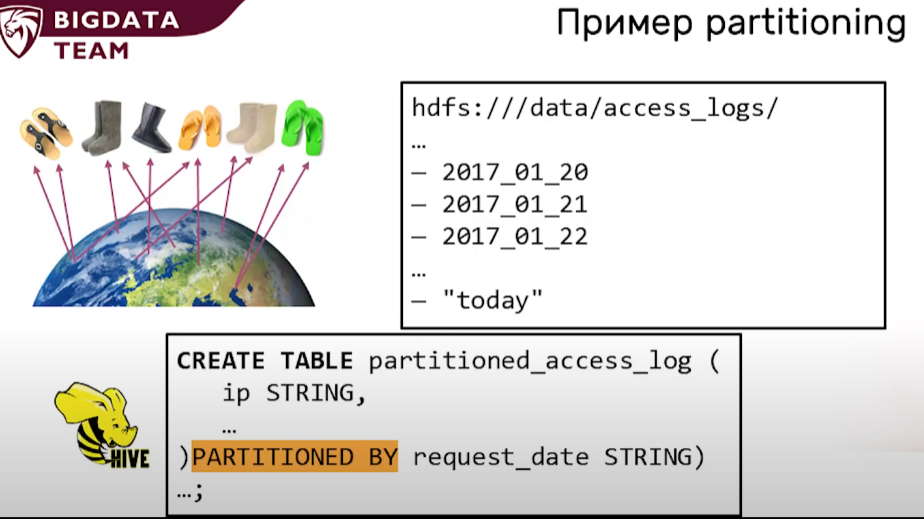 BIGDATA
TEAM
Пример partitioning
hdfs:///data/access_logs/
…
– 2017_01_20
– 2017_01_21
– 2017_01_22
…
– "today"
CREATE TABLE partitioned_access_log (
ip STRING,
…
)PARTITIONED BY request_date STRING)
…;
HIVE